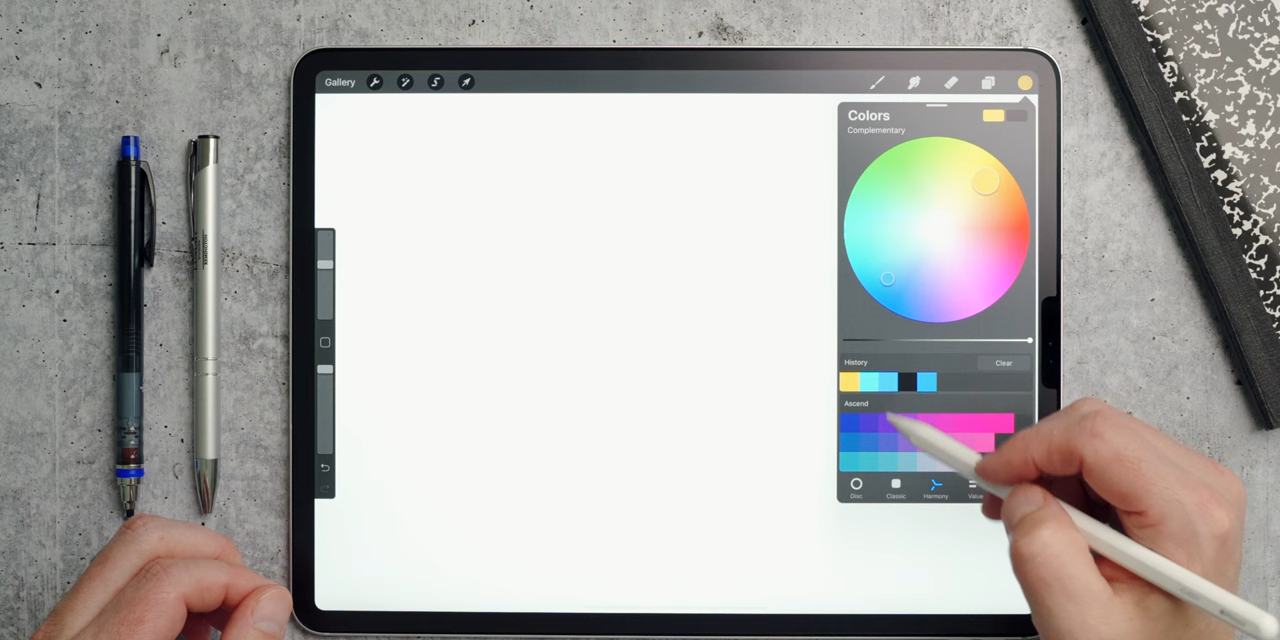 Gallery
Colors
Complementary
History
Clear
Ascend
Disc
Classic
Harmony